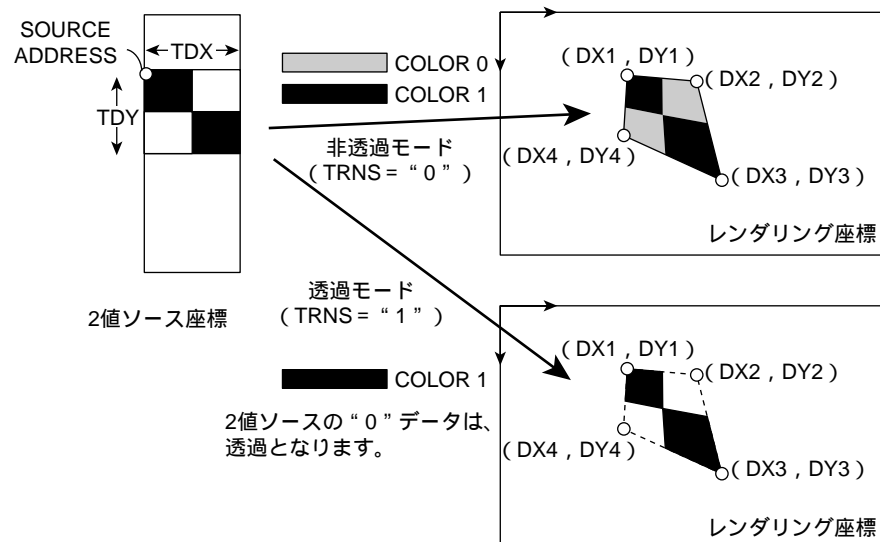 SOURCE
ADDRESS
TDX
TDY
COLOR 0
COLOR 1
非透過モード
(TRNS = “ 0 ” )
2値ソース座標
( DX1 , DY1 )
( DX2 , DY2 )
( DX4 , DY4 )
( DX3 , DY3 )
レンダリング座標
透過モード
( TRNS = “ 1 ” )
COLOR 1
2値ソースの “ 0 ” データは、
透過となります。
( DX1 , DY1 )
( DX2 , DY2 )
( DX4 , DY4 )
( DX3 , DY3 )
レンダリング座標